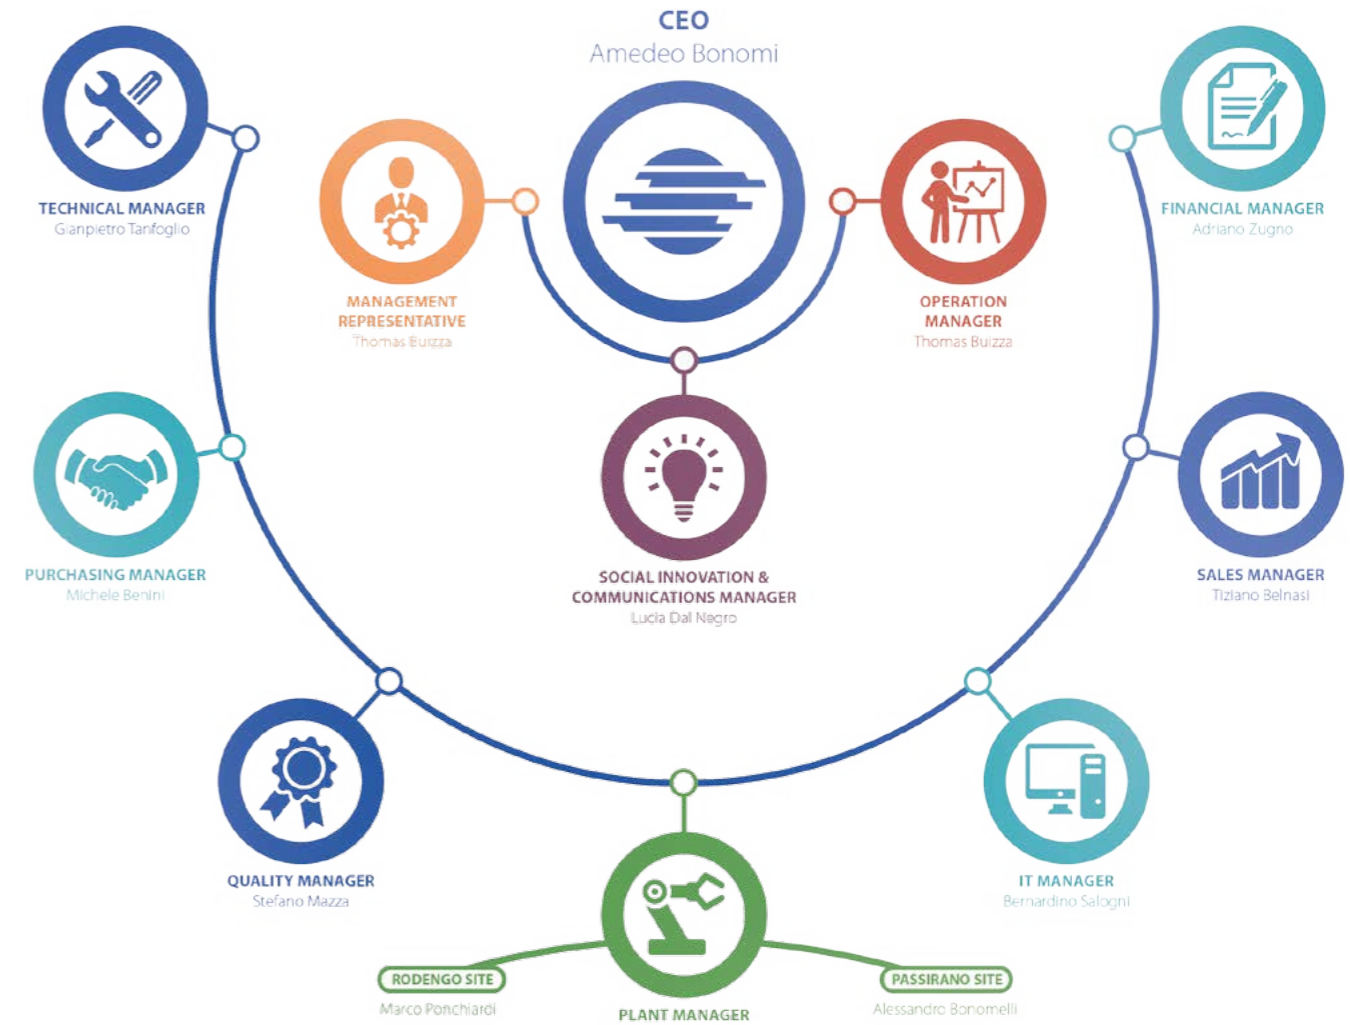 CEO
Amedeo Bonomi
TECHNICAL MANAGER
Gianpietro Tanfoglio
FINANCIAL MANAGER
Adriano Zugno
MANAGEMENT
REPRESENTATIVE
Thomas Buizza
OPERATION
MANAGER
Thomas Buizza
PURCHASING MANAGER
Michele Benini
SOCIAL INNOVATION &
COMMUNICATIONS MANAGER
Lucia Dal Negro
SALES MANAGER
Tiziano Belnasi
QUALITY MANAGER
Stefano Mazza
IT MANAGER
Bernardino Salogni
RODENGO SITE
Marco Ponchiardi
PASSIRANO SITE
Alessandro Bonomelli
PLANT MANAGER